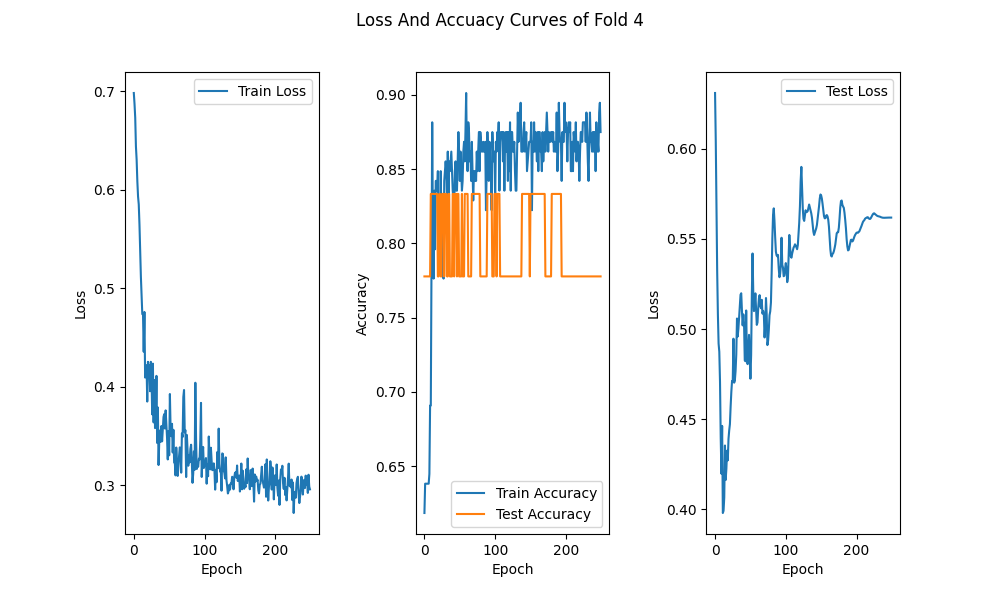 Loss And Accuacy Curves of Fold 4
Train Loss
0.7
0.6
0.5
0.4
0.3
Loss
0 100 200
Epoch
0.90
0.85
0.80
0.75
0.70
0.65
Accuracy
Train Accuracy
Test Accuracy
0 100 200
Epoch
Test Loss
0.60
0.55
0.50
0.45
0.40
Loss
0 100 200
Epoch